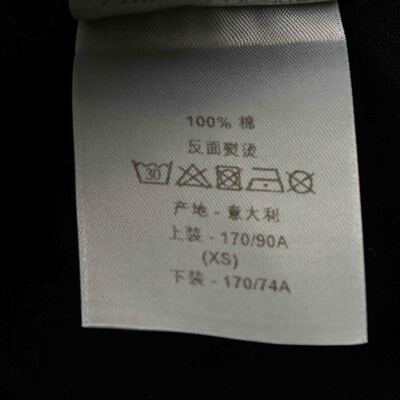 100% 棉
反面熨烫
30
产地 - 意大利
上装 - 170/90A
(XS)
下装 - 170/74A